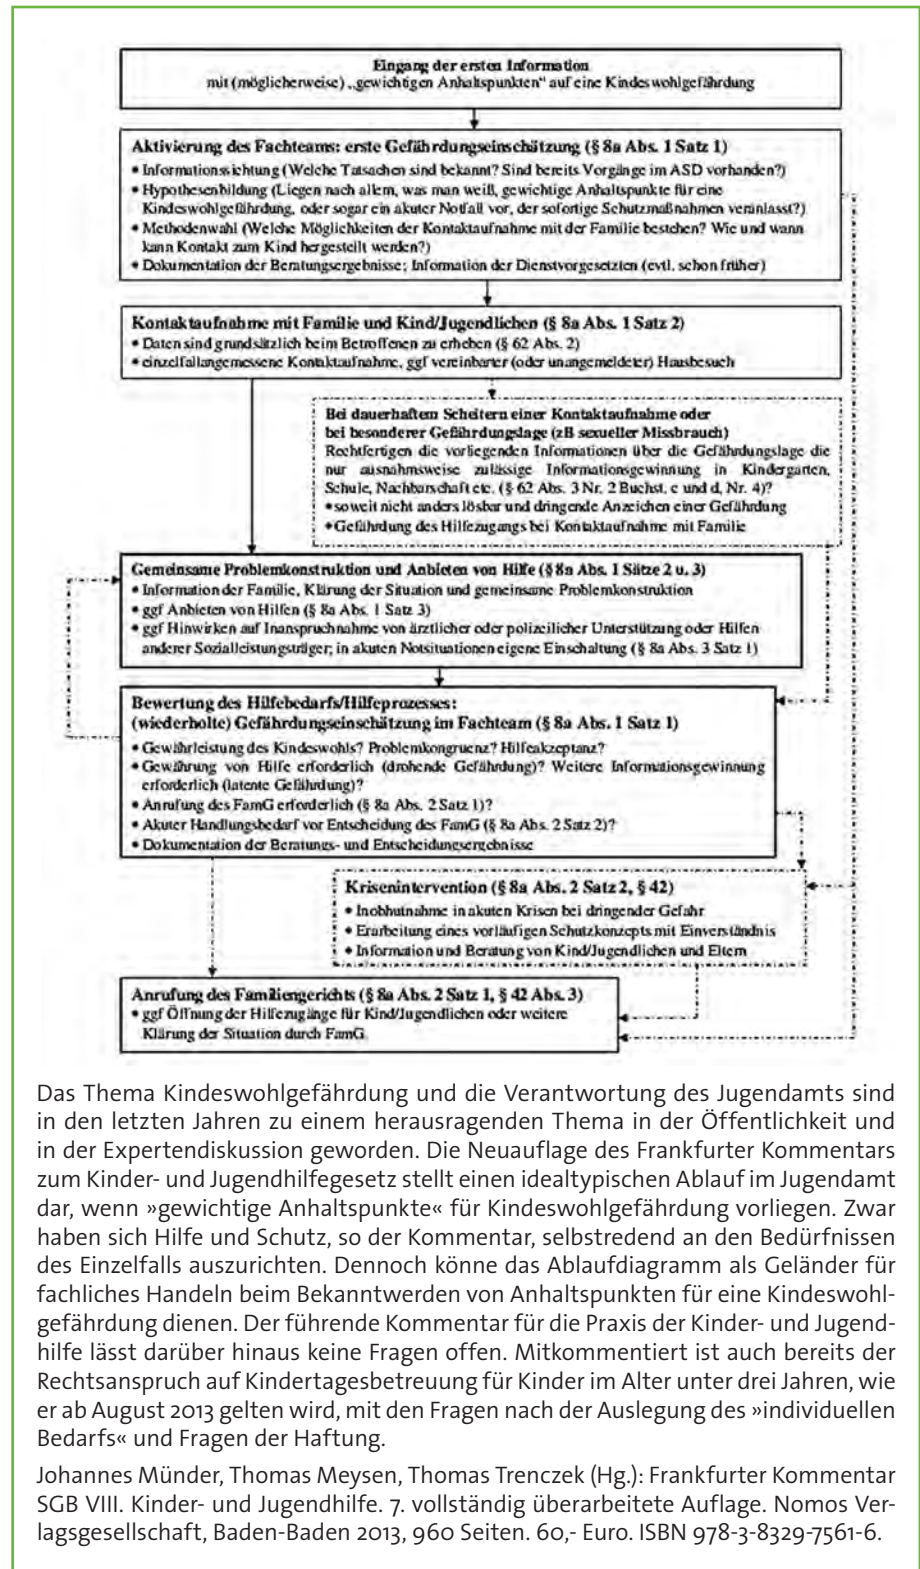 Eingang der ersten Information
mit (möglicherweise) „gewichtigen Anhaltspunkten“ auf eine Kindeswohlgefährdung
Aktivierung des Fachteams: erste Gefährdungseinschätzung (§ 8a Abs. 1 Satz 1)
• Informationssichtung (Welche Tatsachen sind bekannt? Sind bereits Vorgänge im ASD vorhanden?)
• Hypothesenbildung (Liegen nach allem, was man weiß, gewichtige Anhaltspunkte für eine
Kindeswohlgefährdung, oder sogar ein akuter Notfall vor, der sofortige Schutzmaßnahmen veranlasst?)
• Methodenwahl (Welche Möglichkeiten der Kontaktaufnahme mit der Familie bestehen? Wie und wann
kann Kontakt zum Kind hergestellt werden?)
• Dokumentation der Beratungsergebnisse; Information der Dienstvorgesetzten (evtl. schon früher)
Kontaktaufnahme mit Familie und Kind/Jugendlichen (§ 8a Abs. 1 Satz 2)
• Daten sind grundsätzlich beim Betroffenen zu erheben (§ 62 Abs. 2)
• einzelfallangemessene Kontaktaufnahme, ggf vereinbarter (oder unangemeldeter) Hausbesuch
Bei dauerhaftem Scheitern einer Kontaktaufnahme oder
bei besonderer Gefährdungslage (zB sexueller Missbrauch)
Rechtfertigen die vorliegenden Informationen über die Gefährdungslage die
nur ausnahmsweise zulässige Informationsgewinnung in Kindergarten,
Schule, Nachbarschaft etc. (§ 62 Abs. 3 Nr. 2 Buchst. c und d, Nr. 4)?
• soweit nicht anders lösbar und dringende Anzeichen einer Gefährdung
• Gefährdung des Hilfezugangs bei Kontaktaufnahme mit Familie
Gemeinsame Problemkonstruktion und Anbieten von Hilfe (§ 8a Abs. 1 Sätze 2 u. 3)
• Information der Familie, Klärung der Situation und gemeinsame Problemkonstruktion
• ggf Anbieten von Hilfen (§ 8a Abs. 1 Satz 3)
• ggf Hinwirken auf Inanspruchnahme von ärztlicher oder polizeilicher Unterstützung oder Hilfen
anderer Sozialleistungsträger; in akuten Notsituationen eigene Einschaltung (§ 8a Abs. 3 Satz 1)
Bewertung des Hilfebedarfs/Hilfeprozesses:
(wiederholte) Gefährdungseinschätzung im Fachteam (§ 8a Abs. 1 Satz 1)
• Gewährleistung des Kindeswohls? Problemkongruenz? Hilfeakzeptanz?
• Gewährung von Hilfe erforderlich (drohende Gefährdung)? Weitere Informationsgewinnung
erforderlich (latente Gefährdung)?
• Anrufung des FamG erforderlich (§ 8a Abs. 2 Satz 1)?
• Akuter Handlungsbedarf vor Entscheidung des FamG (§ 8a Abs. 2 Satz 2)?
• Dokumentation der Beratungs- und Entscheidungsergebnisse
Krisenintervention (§ 8a Abs. 2 Satz 2, § 42)
• Inobhutnahme in akuten Krisen bei dringender Gefahr
• Erarbeitung eines vorläufigen Schutzkonzepts mit Einverständnis
• Information und Beratung von Kind/Jugendlichen und Eltern
Anrufung des Familiengerichts (§ 8a Abs. 2 Satz 1, § 42 Abs. 3)
• ggf Öffnung der Hilfezugänge für Kind/Jugendlichen oder weitere
Klärung der Situation durch FamG
Das Thema Kindeswohlgefährdung und die Verantwortung des Jugendamts sind
in den letzten Jahren zu einem herausragenden Thema in der Öffentlichkeit und
in der Expertendiskussion geworden. Die Neuauflage des Frankfurter Kommentars
zum Kinder- und Jugendhilfegesetz stellt einen idealtypischen Ablauf im Jugendamt
dar, wenn »gewichtige Anhaltspunkte« für Kindeswohlgefährdung vorliegen. Zwar
haben sich Hilfe und Schutz, so der Kommentar, selbstredend an den Bedürfnissen
des Einzelfalls auszurichten. Dennoch könne das Ablaufdiagramm als Geländer für
fachliches Handeln beim Bekanntwerden von Anhaltspunkten für eine Kindeswohl-
gefährdung dienen. Der führende Kommentar für die Praxis der Kinder- und Jugend-
hilfe lässt darüber hinaus keine Fragen offen. Mitkommentiert ist auch bereits der
Rechtsanspruch auf Kindertagesbetreuung für Kinder im Alter unter drei Jahren, wie
er ab August 2013 gelten wird, mit den Fragen nach der Auslegung des »individuellen
Bedarfs« und Fragen der Haftung.
Johannes Münder, Thomas Meysen, Thomas Trenczek (Hg.): Frankfurter Kommentar
SGB VIII. Kinder- und Jugendhilfe. 7. vollständig überarbeitete Auflage. Nomos Ver-
lagsgesellschaft, Baden-Baden 2013, 960 Seiten. 60,- Euro. ISBN 978-3-8329-7561-6.